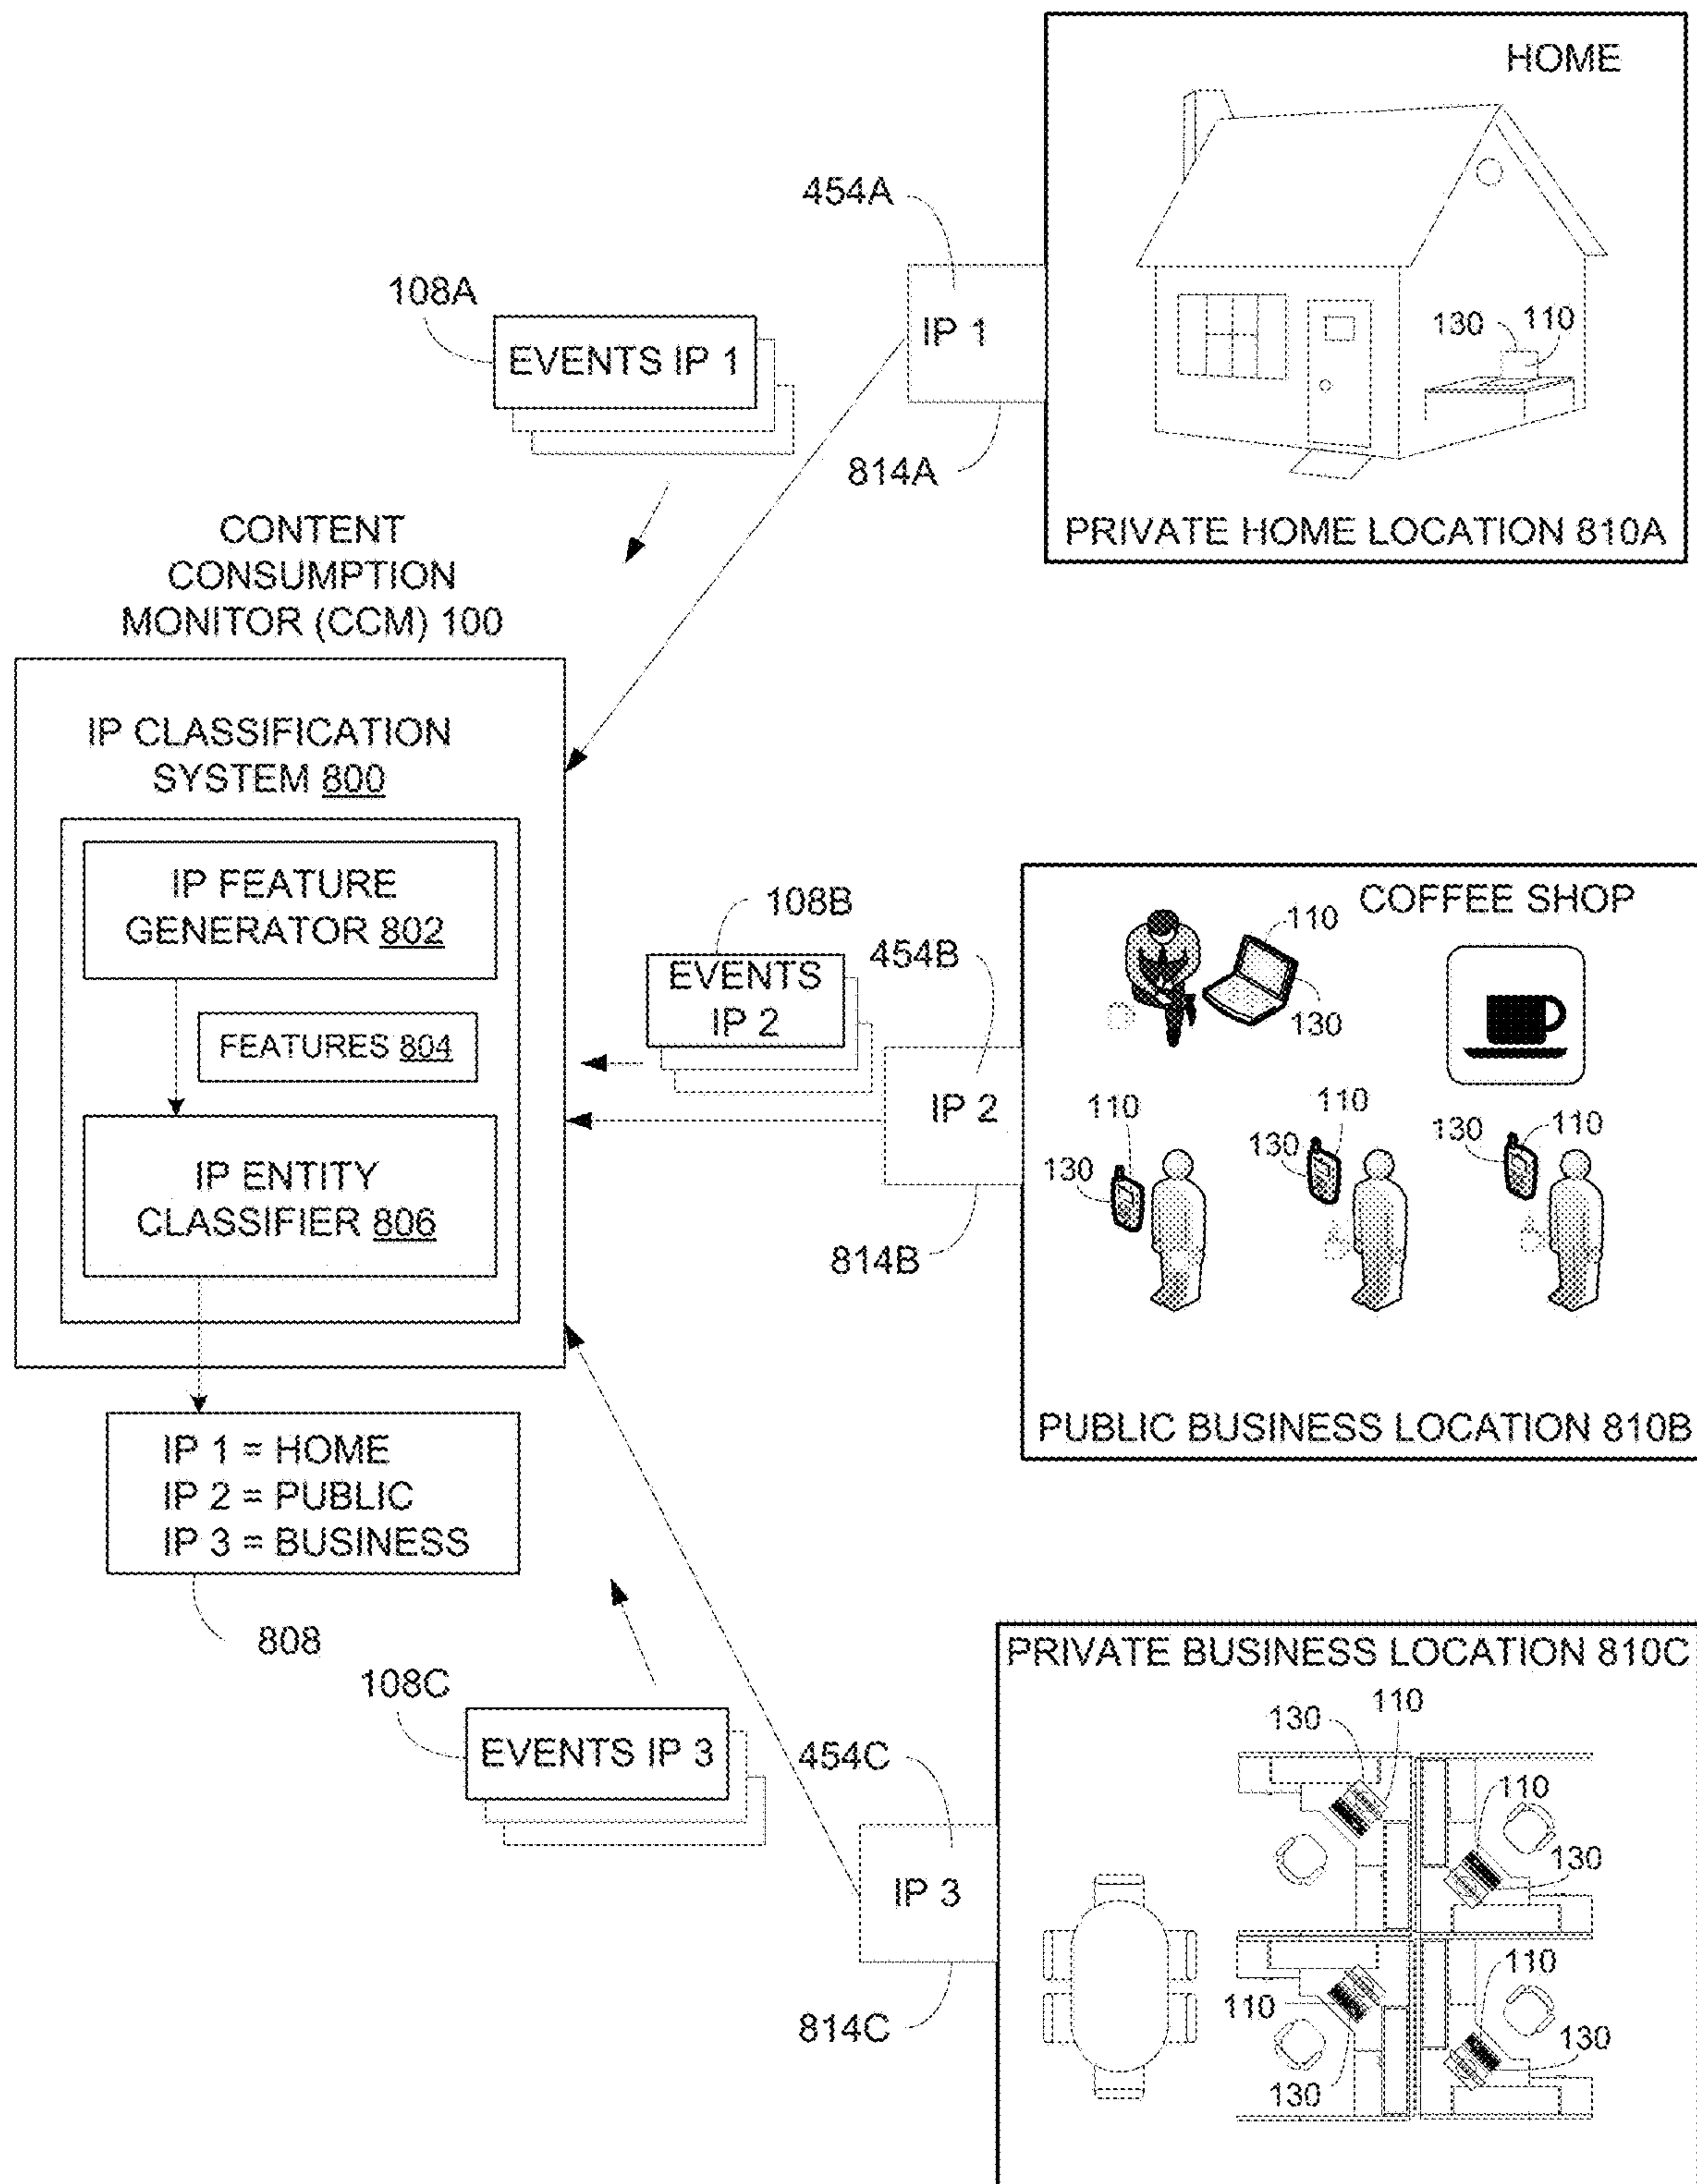 HOME
454A
IP 1
108A
EVENTS IP 1
130
110
814A
PRIVATE HOME LOCATION 810A
CONTENT
CONSUMPTION
MONITOR (CCM) 100
IP CLASSIFICATION
SYSTEM 800
IP FEATURE
GENERATOR 802
FEATURES 804
IP ENTITY
CLASSIFIER 806
IP 1 = HOME
IP 2 = PUBLIC
IP 3 = BUSINESS
808
108B
EVENTS
IP 2
454B
IP 2
814B
COFFEE SHOP
110
130
110
130
110
130
110
130
PUBLIC BUSINESS LOCATION 810B
108C
EVENTS IP 3
454C
IP 3
814C
PRIVATE BUSINESS LOCATION 810C
130
110
110
130
110
110
130
130